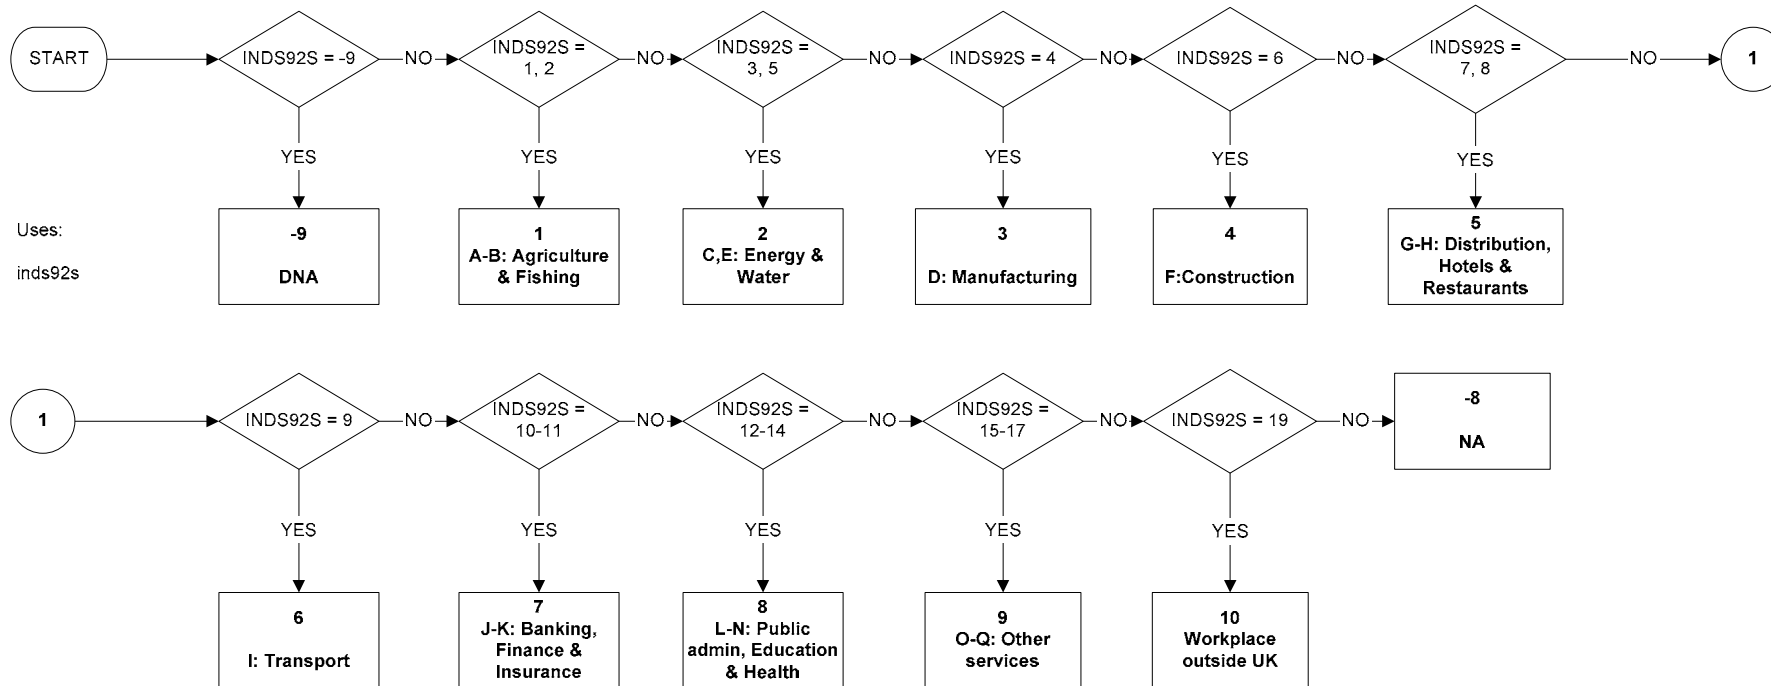 START
INDS92S = -9
NO
INDS92S =
1, 2
NO
INDS92S =
3, 5
NO
INDS92S = 4
NO
INDS92S = 6
NO
INDS92S =
7, 8
NO
1
YES
YES
YES
YES
YES
YES
Uses:
inds92s
-9
DNA
1
A-B: Agriculture
& Fishing
2
C,E: Energy &
Water
3
D: Manufacturing
4
F:Construction
5
G-H: Distribution,
Hotels &
Restaurants
1
INDS92S = 9
NO
INDS92S =
10-11
NO
INDS92S =
12-14
NO
INDS92S =
15-17
NO
INDS92S = 19
NO
-8
NA
YES
YES
YES
YES
YES
6
I: Transport
7
J-K: Banking,
Finance &
Insurance
8
L-N: Public
admin, Education
& Health
9
O-Q: Other
services
10
Workplace
outside UK